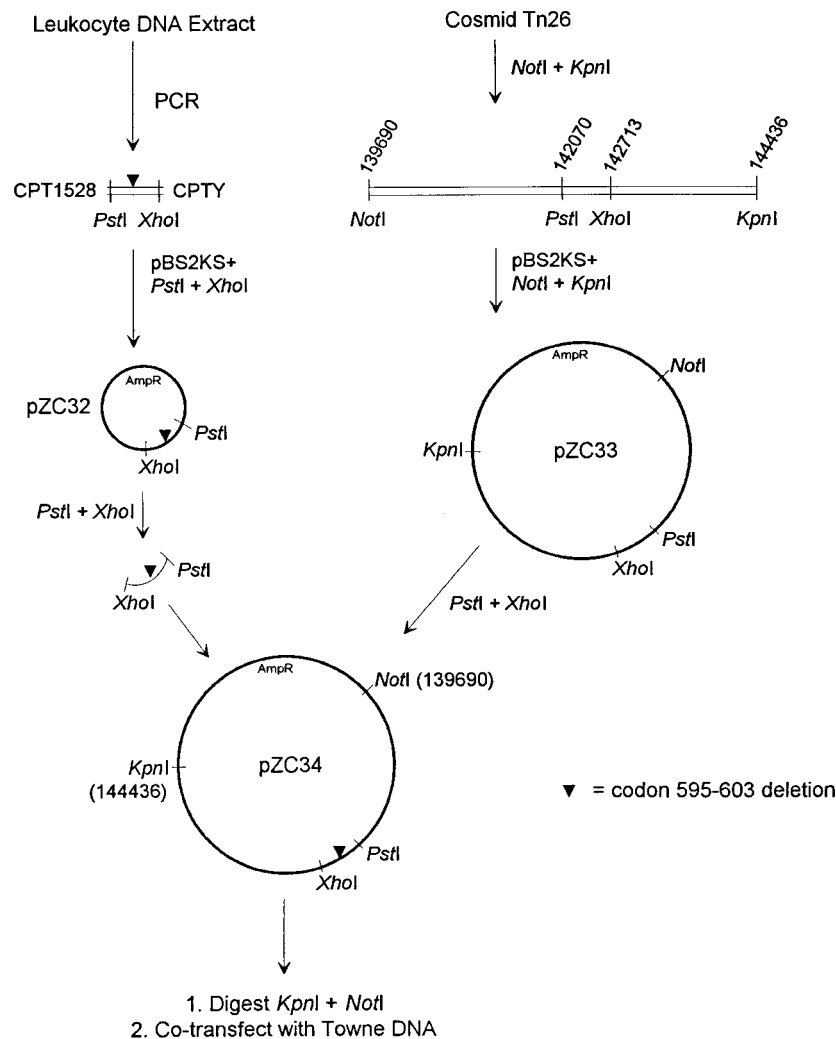 Leukocyte DNA Extract
Cosmid Tn26
PCR
NotI + KpnI
139690
142070
142713
144436
CPT1528
CPTY
PstI XhoI
NotI
PstI
XhoI
KpnI
pBS2KS+
PstI + XhoI
pBS2KS+
NotI + KpnI
AmpR
pZC32
PstI
XhoI
AmpR
NotI
KpnI
pZC33
PstI
XhoI
PstI + XhoI
PstI
XhoI
PstI + XhoI
AmpR
NotI (139690)
KpnI
(144436)
pZC34
PstI
XhoI
▼ = codon 595-603 deletion
1. Digest KpnI + NotI
2. Co-transfect with Towne DNA